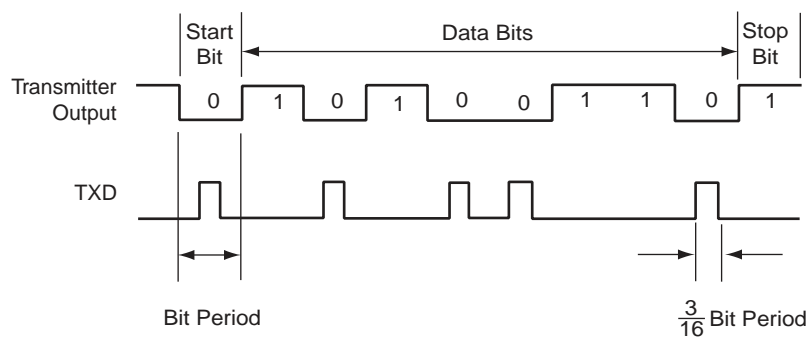 Start Bit
Data Bits
Stop Bit
Transmitter Output
0 1 0 1 0 0 1 1 0 1
TXD
Bit Period
3/16 Bit Period